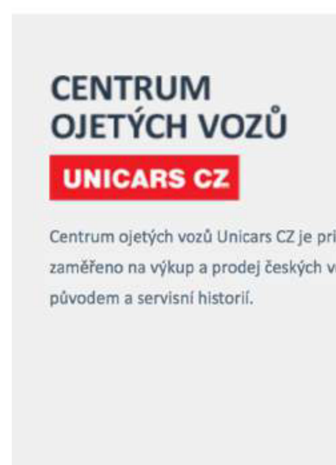 CENTRUM
OJETÝCH VOZŮ
UNICARS CZ
Centrum ojetých vozů Unicars CZ je
zaměřeno na výkup a prodej českých
původem a servisní historií.